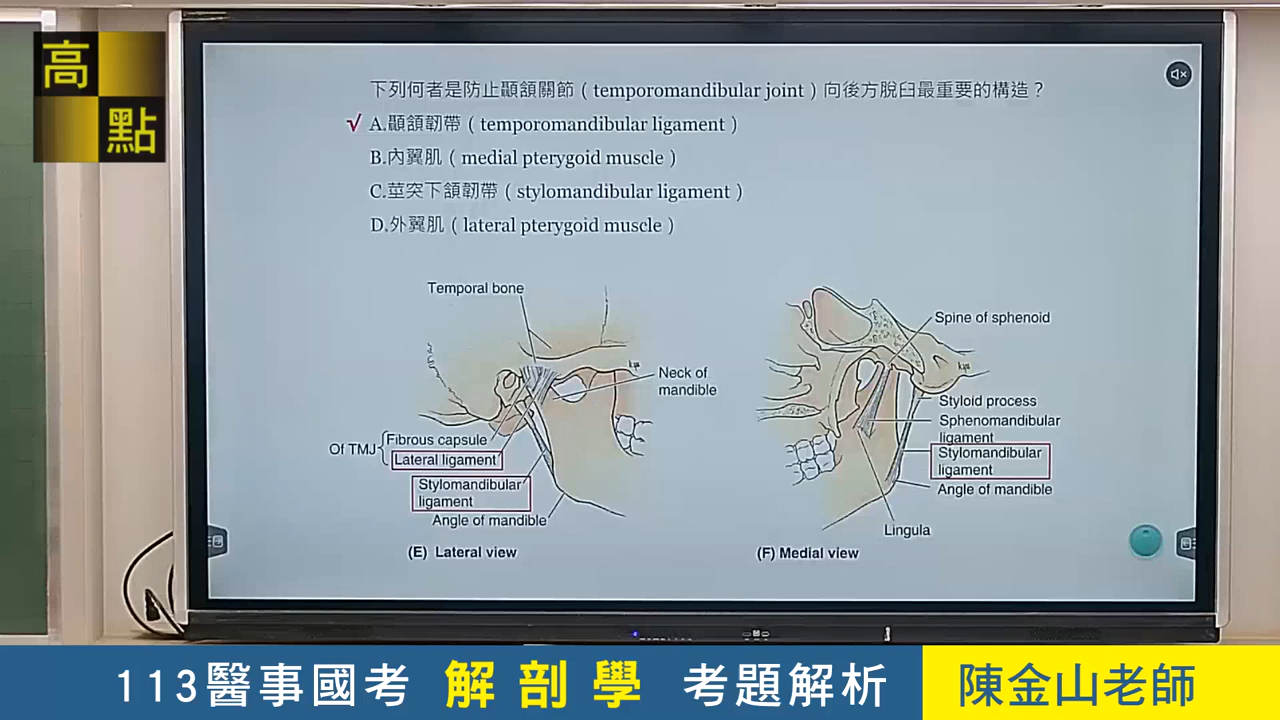 高
點
下列何者是防止顳頷關節（temporomandibular joint）向後方脫臼最重要的構造？
√ A.顳頷韌帶（temporomandibular ligament）
B.內翼肌（medial pterygoid muscle）
C.莖突下頷韌帶（stylomandibular ligament）
D.外翼肌（lateral pterygoid muscle）
Temporal bone
Neck of
mandible
Of TMJ
Fibrous capsule
Lateral ligament
Stylomandibular
ligament
Angle of mandible
(E) Lateral view
Spine of sphenoid
Styloid process
Sphenomandibular
ligament
Stylomandibular
ligament
Angle of mandible
Lingula
(F) Medial view
113醫事國考 解剖學 考題解析 陳金山老師